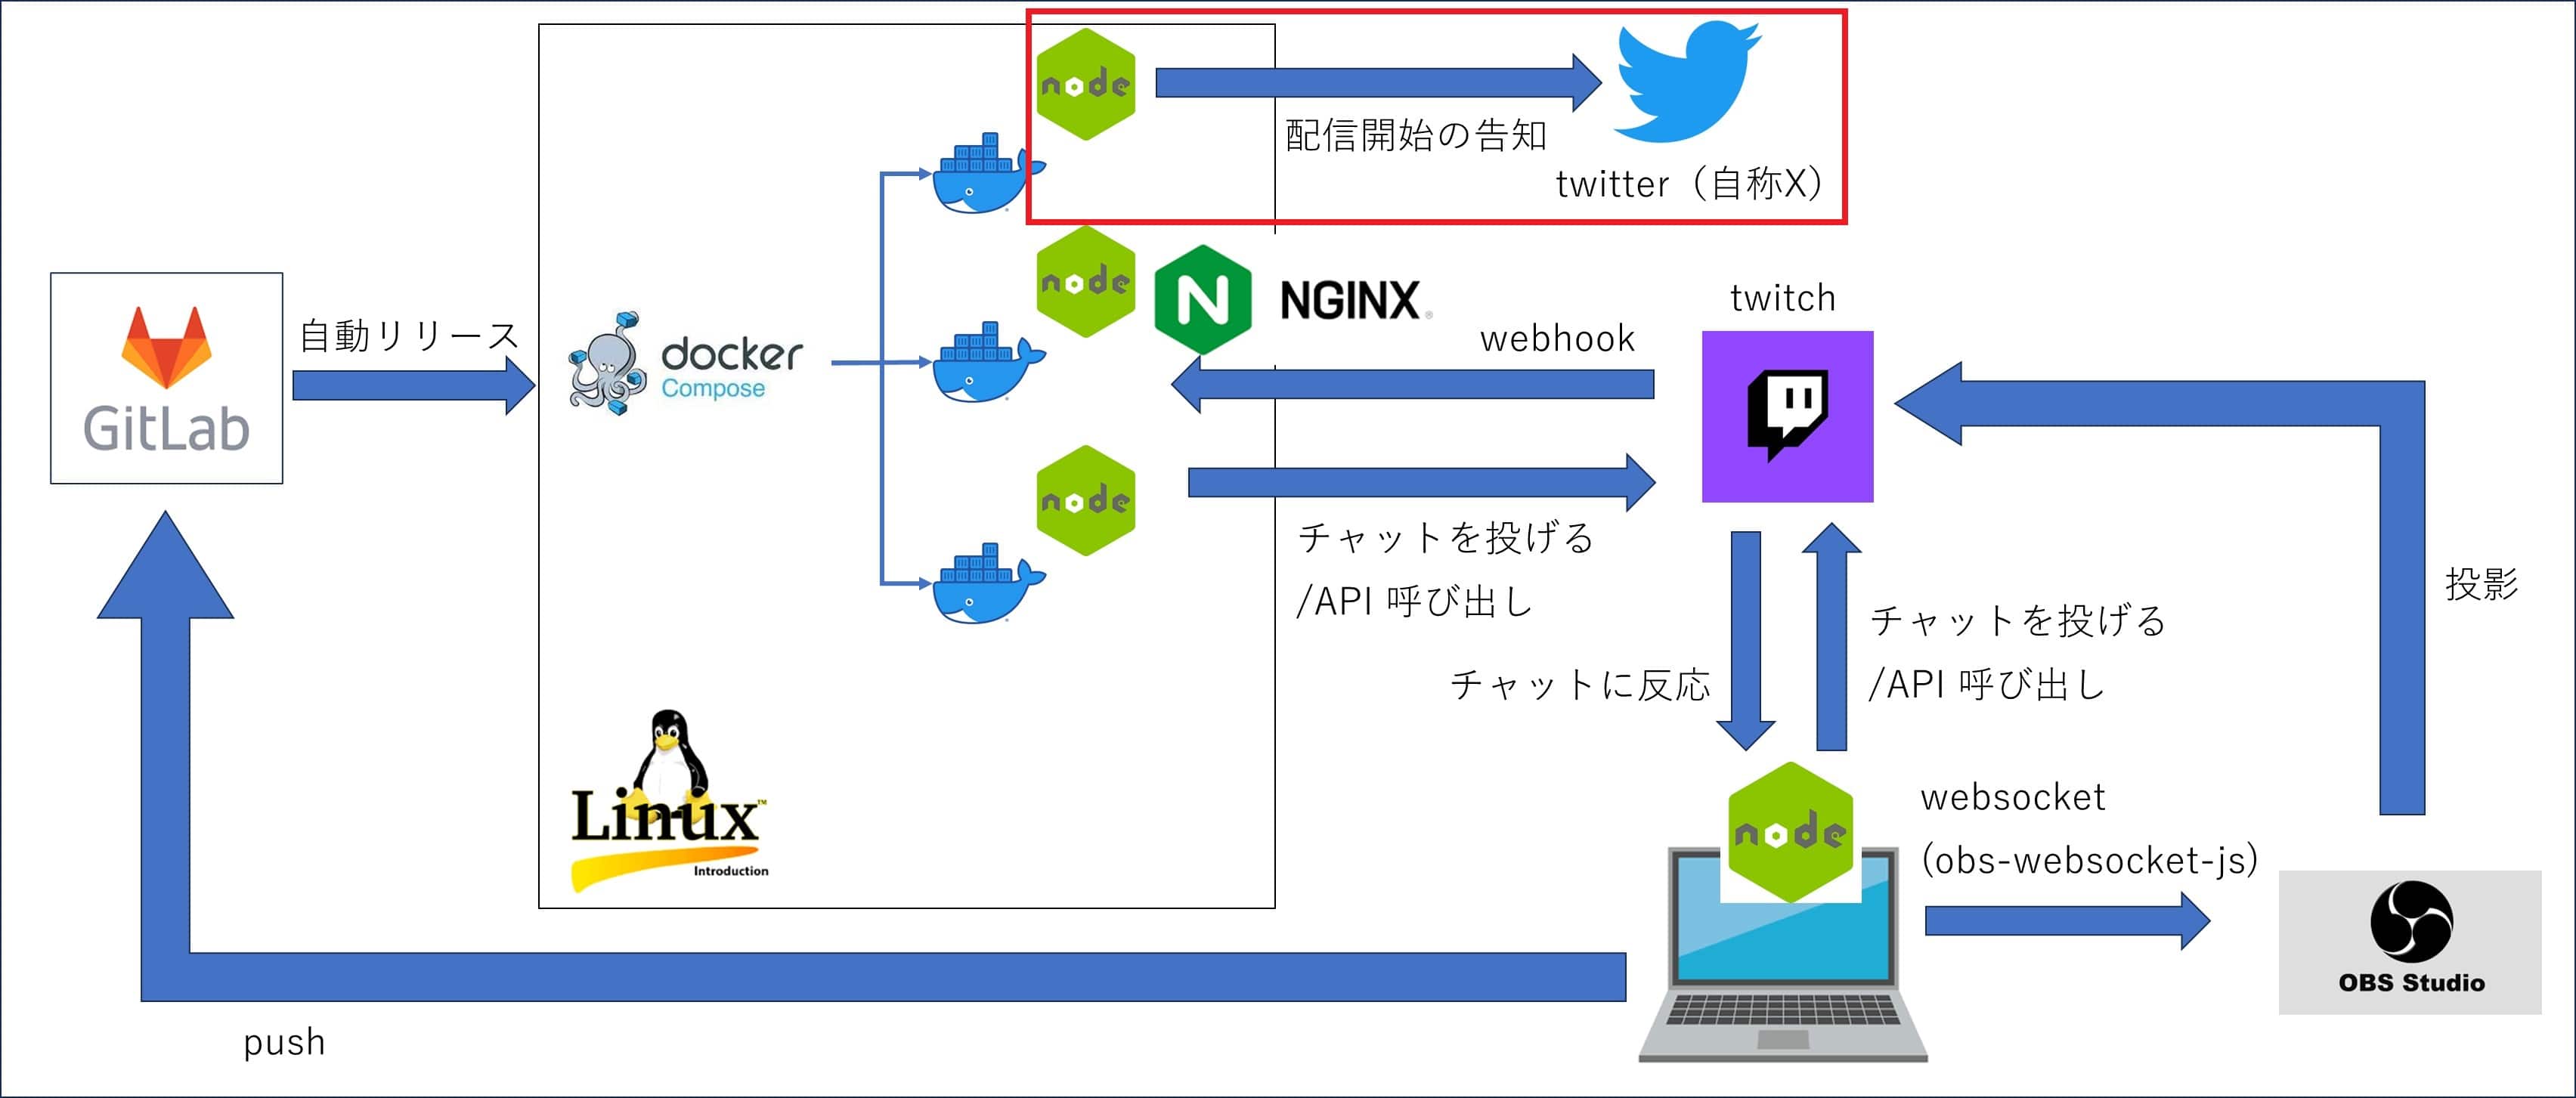 node
配信開始の告知
twitter（自称X）
node
NGINX®
twitch
webhook
自動リリース
docker
Compose
GitLab
node
チャットを投げる
/API 呼び出し
投影
チャットを投げる
/API 呼び出し
チャットに反応
Linux™
Introduction
node
websocket
(obs-websocket-js)
OBS Studio
push